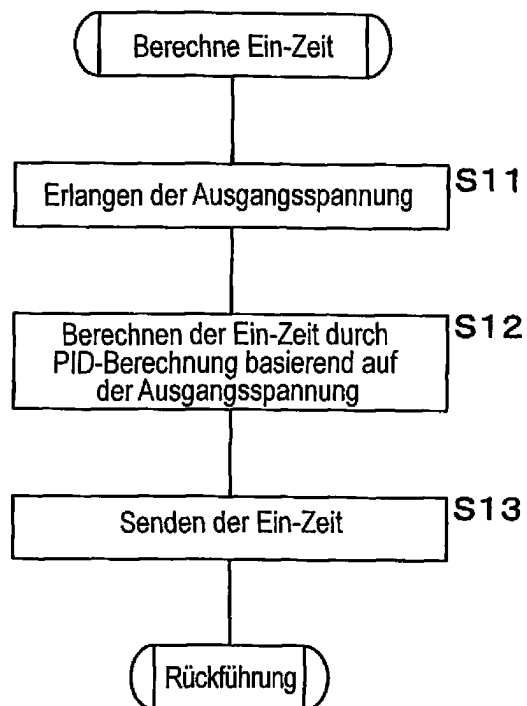 Berechne Ein-Zeit
Erlangen der Ausgangsspannung
S11
Berechnen der Ein-Zeit durch
PID-Berechnung basierend auf
der Ausgangsspannung
S12
Senden der Ein-Zeit
S13
Rückführung